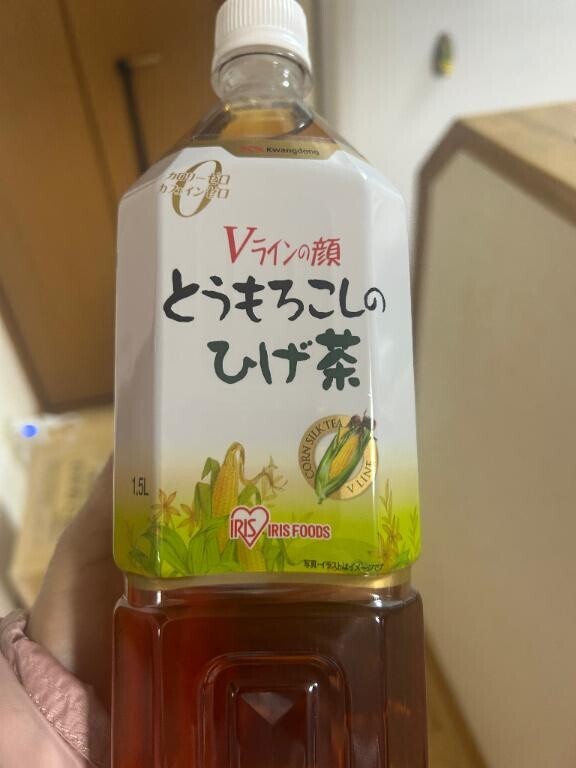 Kwangdong
0
カロリーゼロ
カフェインゼロ
Vラインの顔
とうもろこしの
ひげ茶
CORN SILK TEA
V LINE
1.5L
IRIS IRIS FOODS
写真・イラストはイメージです